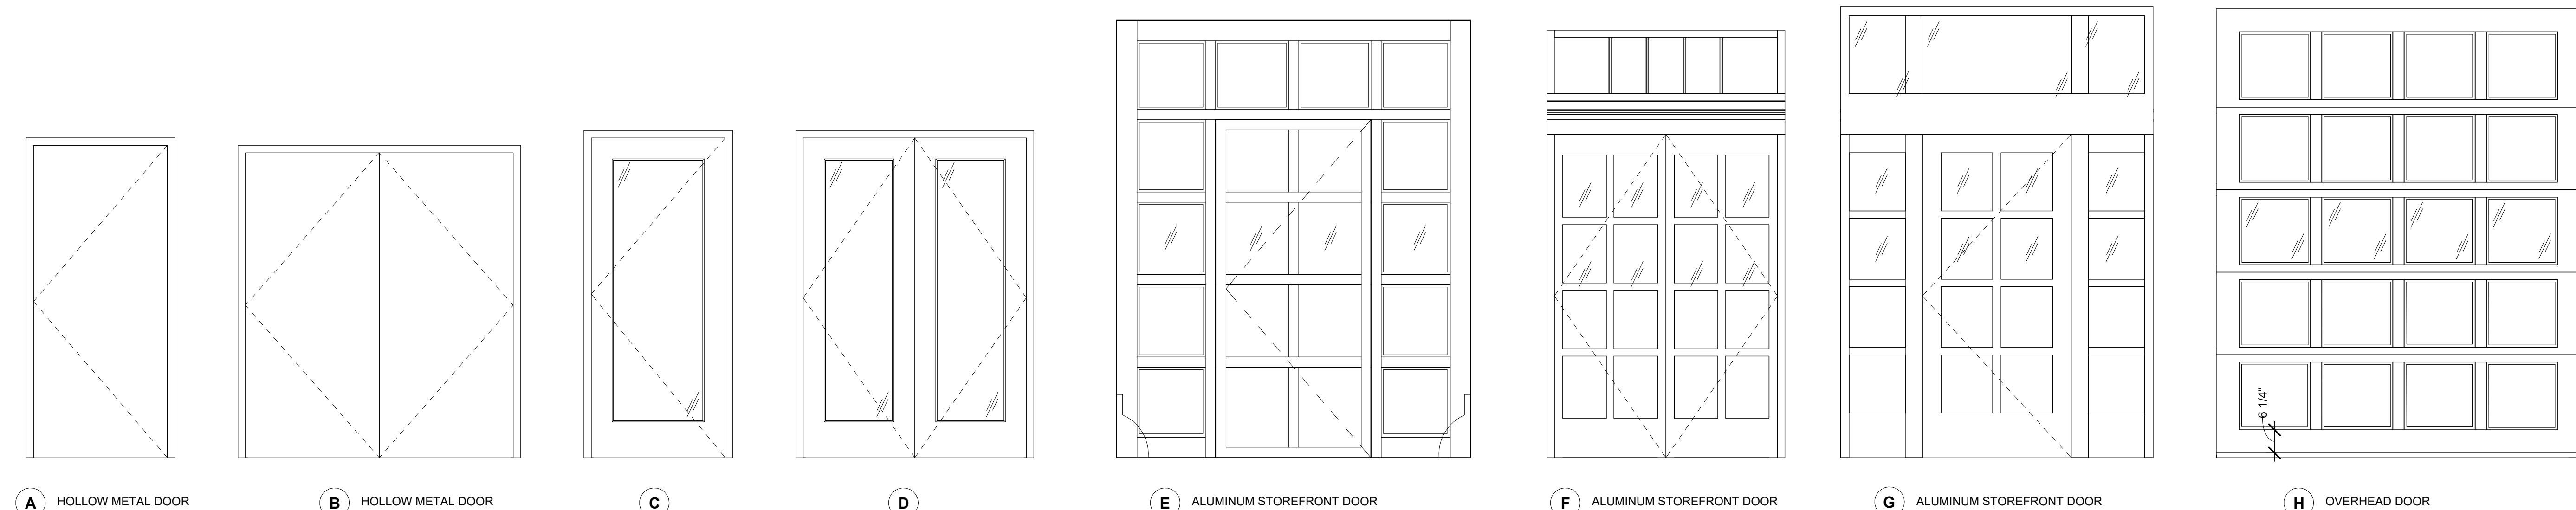 6 1/4"
A HOLLOW METAL DOOR
B HOLLOW METAL DOOR
C
D
E ALUMINUM STOREFRONT DOOR
F ALUMINUM STOREFRONT DOOR
G ALUMINUM STOREFRONT DOOR
H OVERHEAD DOOR